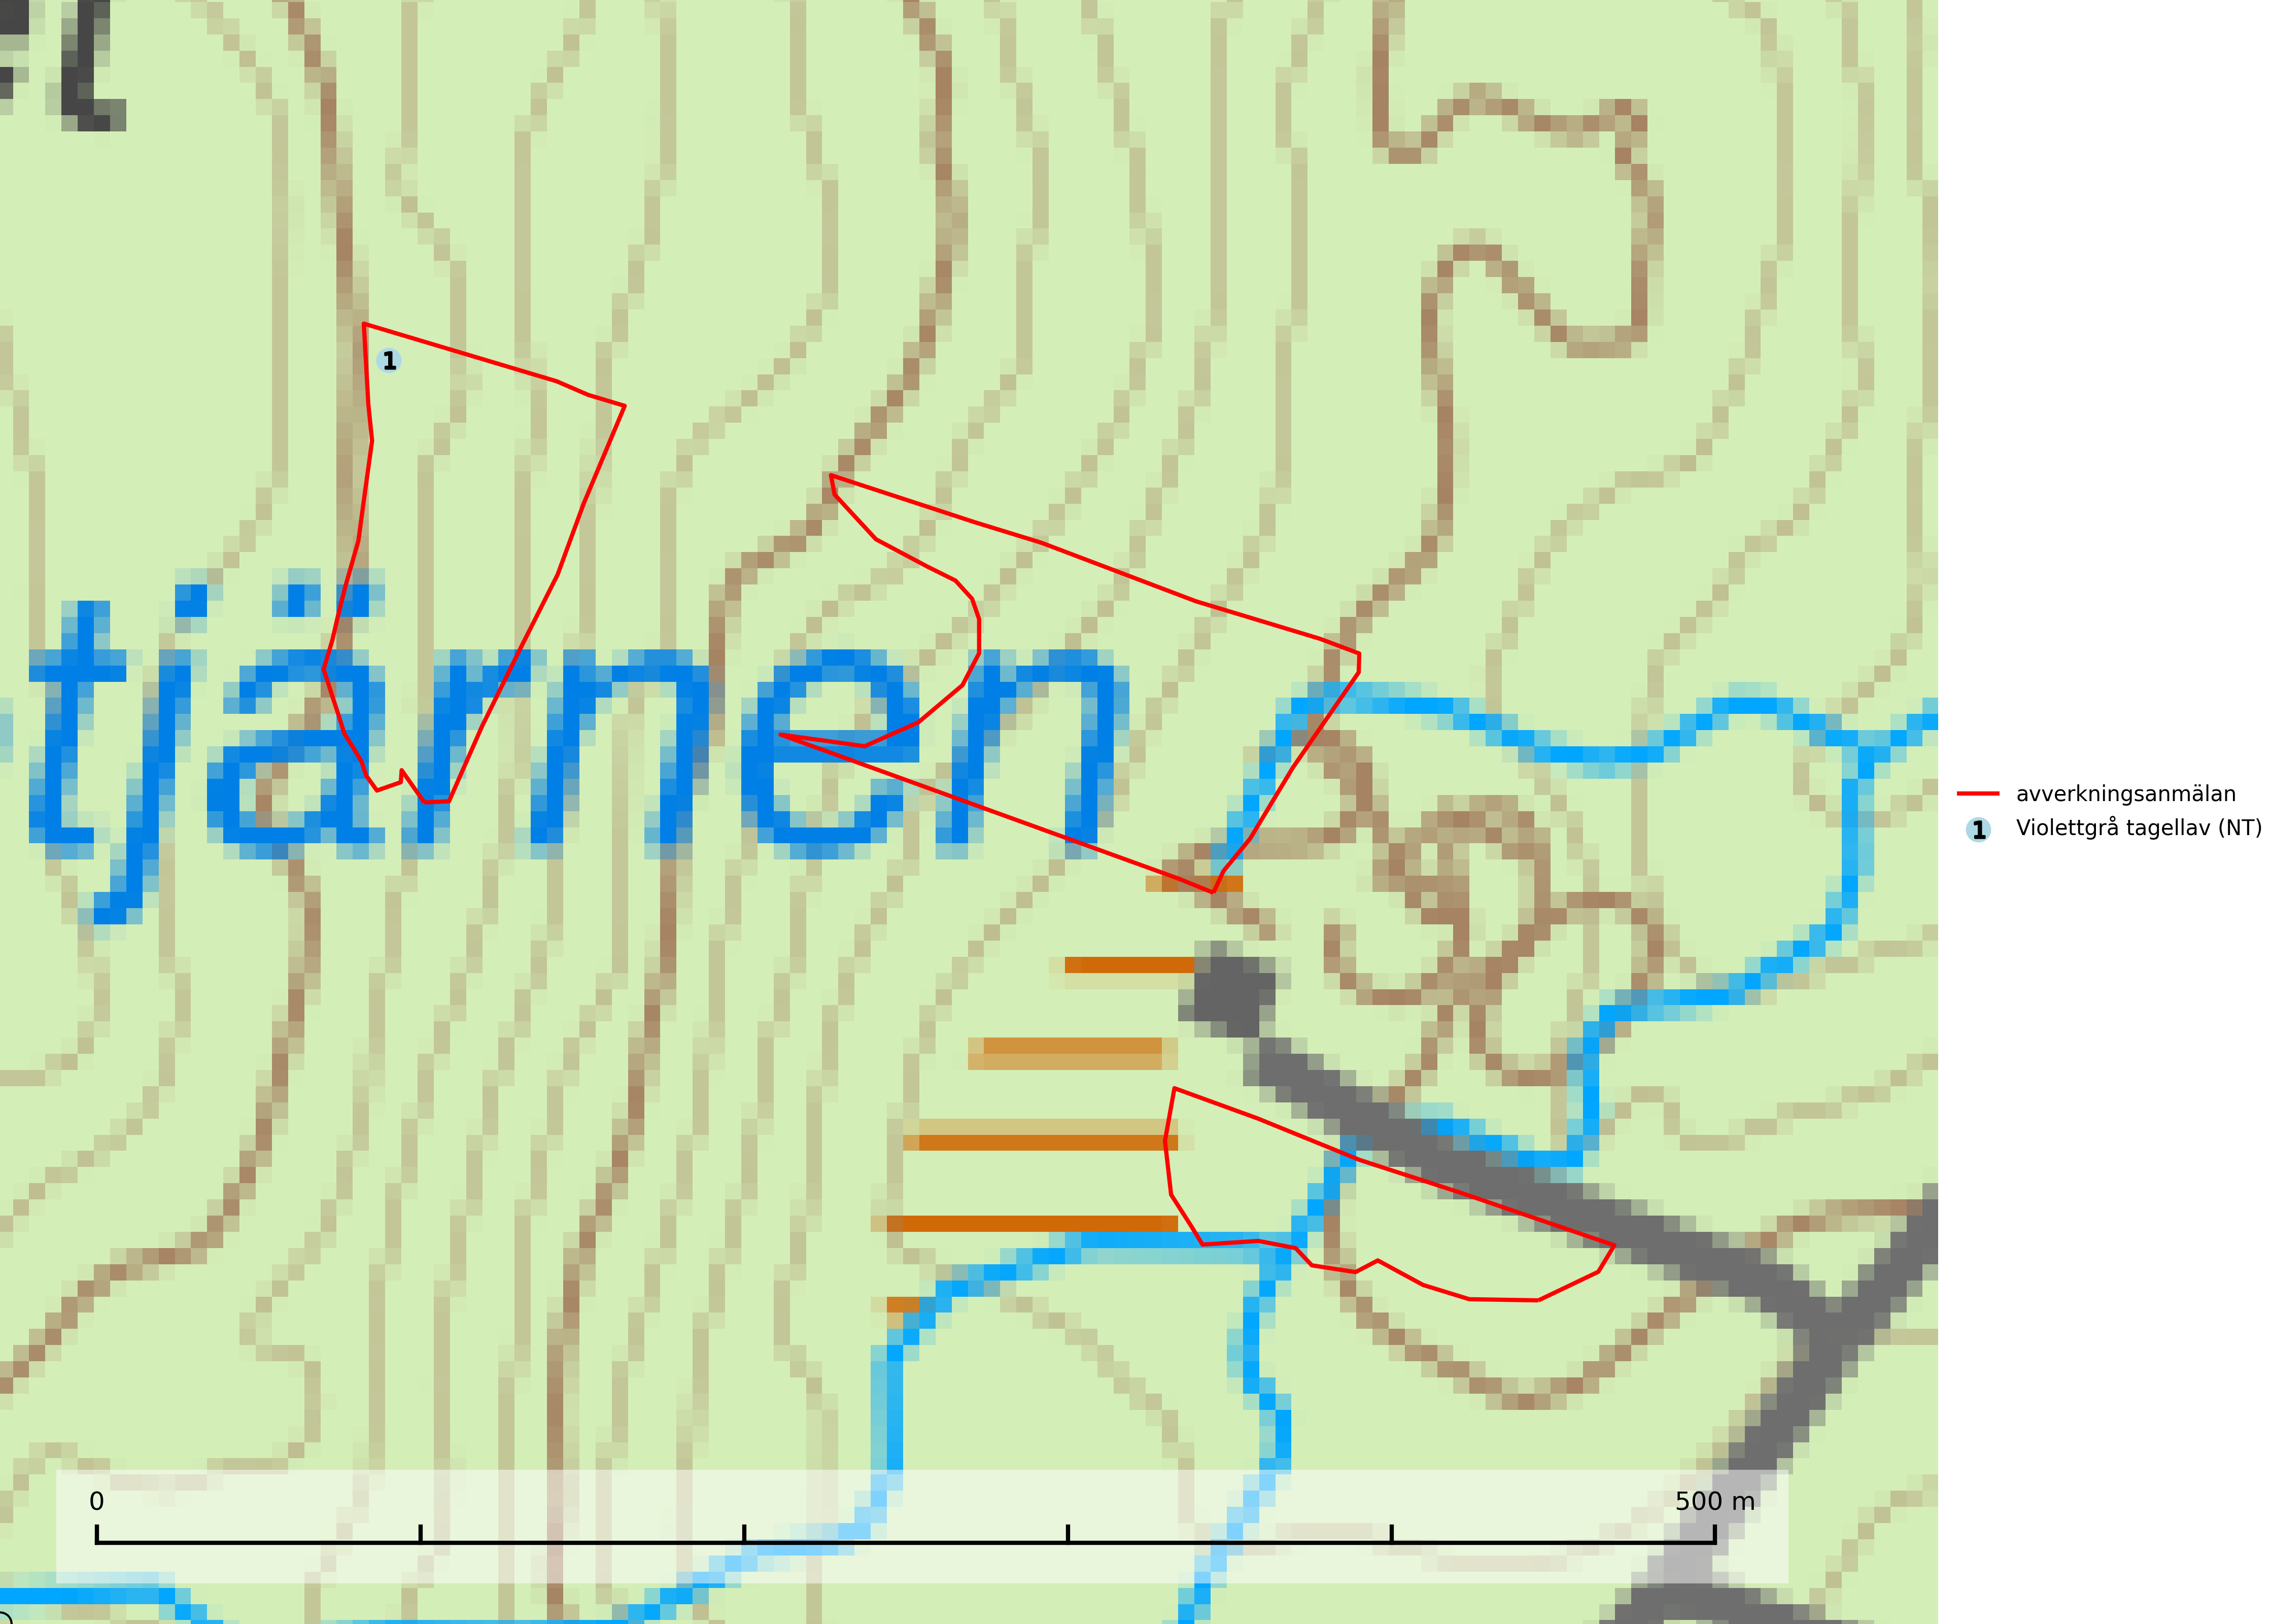 1
tjärnen
0
500 m
avverkningsanmälan
1 Violettgrå tagellav (NT)